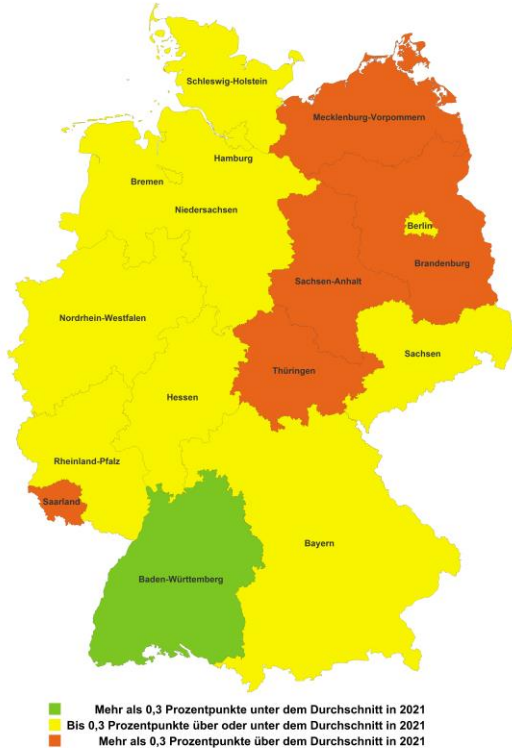 Schleswig-Holstein
Mecklenburg-Vorpommern
Hamburg
Bremen
Niedersachsen
Berlin
Brandenburg
Sachsen-Anhalt
Nordrhein-Westfalen
Sachsen
Thüringen
Hessen
Rheinland-Pfalz
Saarland
Bayern
Baden-Württemberg
Mehr als 0,3 Prozentpunkte unter dem Durchschnitt in 2021
Bis 0,3 Prozentpunkte über oder unter dem Durchschnitt in 2021
Mehr als 0,3 Prozentpunkte über dem Durchschnitt in 2021